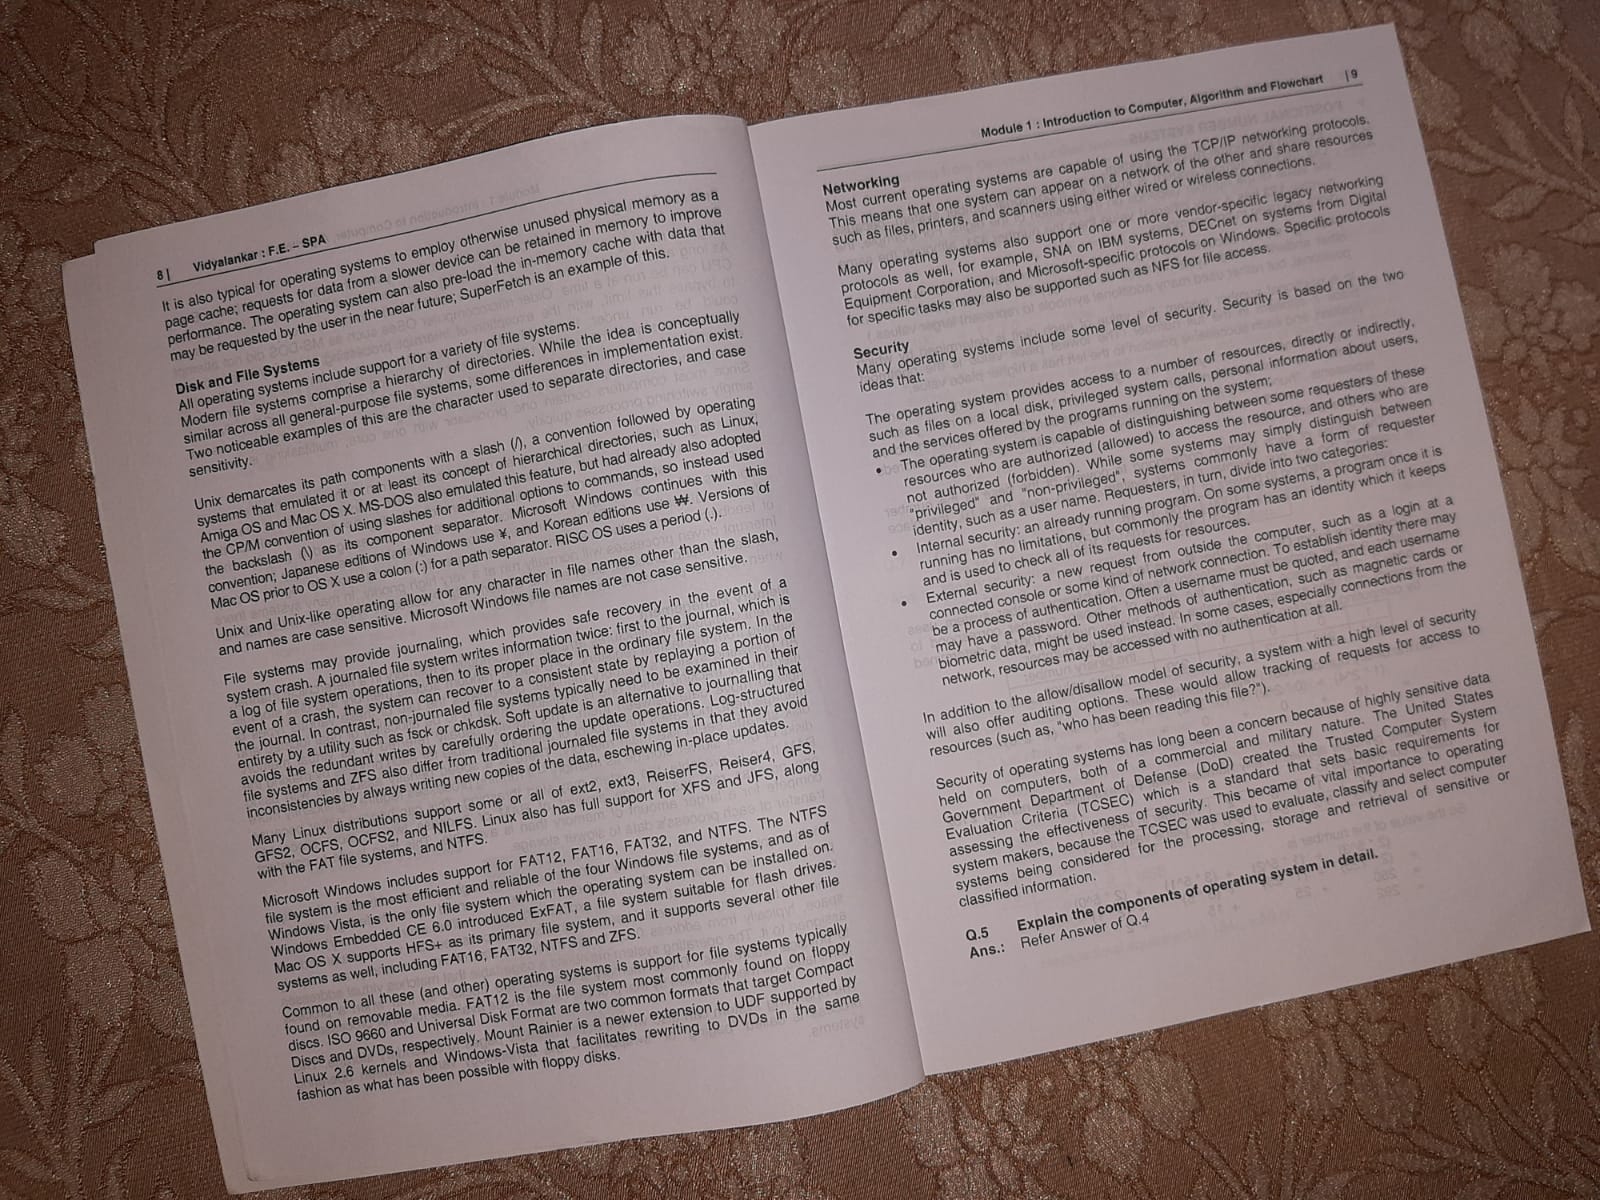 8 | Vidyalankar : F.E. – SPA
It is also typical for operating systems to employ otherwise unused physical memory as a
page cache; requests for data from a slower device can be retained in memory to improve
performance. The operating system can also pre-load the in-memory cache with data that
may be requested by the user in the near future; SuperFetch is an example of this.
Disk and File Systems
All operating systems include support for a variety of file systems.
Modern file systems comprise a hierarchy of directories. While the idea is conceptually
similar across all general-purpose file systems, some differences in implementation exist.
Two noticeable examples of this are the character used to separate directories, and case
sensitivity.
Unix demarcates its path components with a slash (/), a convention followed by operating
systems that emulated it or at least its concept of hierarchical directories, such as Linux,
Amiga OS and Mac OS X. MS-DOS also emulated this feature, but had already also adopted
the CP/M convention of using slashes for additional options to commands, so instead used
the backslash (\) as its component separator. Microsoft Windows continues with this
convention; Japanese editions of Windows use ¥, and Korean editions use ₩. Versions of
Mac OS prior to OS X use a colon (:) for a path separator. RISC OS uses a period (.).
Unix and Unix-like operating allow for any character in file names other than the slash,
and names are case sensitive. Microsoft Windows file names are not case sensitive.
File systems may provide journaling, which provides safe recovery in the event of a
system crash. A journaled file system writes information twice: first to the journal, which is
a log of file system operations, then to its proper place in the ordinary file system. In the
event of a crash, the system can recover to a consistent state by replaying a portion of
the journal. In contrast, non-journaled file systems typically need to be examined in their
entirety by a utility such as fsck or chkdsk. Soft update is an alternative to journalling that
avoids the redundant writes by carefully ordering the update operations. Log-structured
file systems and ZFS also differ from traditional journaled file systems in that they avoid
inconsistencies by always writing new copies of the data, eschewing in-place updates.
Many Linux distributions support some or all of ext2, ext3, ReiserFS, Reiser4, GFS,
GFS2, OCFS, OCFS2, and NILFS. Linux also has full support for XFS and JFS, along
with the FAT file systems, and NTFS.
Microsoft Windows includes support for FAT12, FAT16, FAT32, and NTFS. The NTFS
file system is the most efficient and reliable of the four Windows file systems, and as of
Windows Vista, is the only file system which the operating system can be installed on.
Windows Embedded CE 6.0 introduced ExFAT, a file system suitable for flash drives.
Mac OS X supports HFS+ as its primary file system, and it supports several other file
systems as well, including FAT16, FAT32, NTFS and ZFS.
Common to all these (and other) operating systems is support for file systems typically
found on removable media. FAT12 is the file system most commonly found on floppy
discs. ISO 9660 and Universal Disk Format are two common formats that target Compact
Discs and DVDs, respectively. Mount Rainier is a newer extension to UDF supported by
Linux 2.6 kernels and Windows-Vista that facilitates rewriting to DVDs in the same
fashion as what has been possible with floppy disks.
Module 1 : Introduction to Computer, Algorithm and Flowchart | 9
Networking
Most current operating systems are capable of using the TCP/IP networking protocols.
This means that one system can appear on a network of the other and share resources
such as files, printers, and scanners using either wired or wireless connections.
Many systems also support one or more vendor-specific legacy networking
protocols as well, for example, SNA on IBM systems, DECnet on systems from Digital
Equipment Corporation, and Microsoft-specific protocols on Windows. Specific protocols
for specific tasks may also be supported such as NFS for file access.
Security
Many operating systems include some level of security. Security is based on the two
ideas that:
The operating system provides access to a number of resources, directly or indirectly,
such as files on a local disk, privileged system calls, personal information about users,
and the services offered by the programs running on the system;
• The operating system is capable of distinguishing between some requesters of these
resources who are authorized (allowed) to access the resource, and others who are
not authorized (forbidden). While some systems may simply distinguish between
"privileged" and "non-privileged", systems commonly have a form of requester
identity, such as a user name. Requesters, in turn, divide into two categories:
• Internal security: an already running program. On some systems, a program once it is
running has no limitations, but commonly the program has an identity which it keeps
and is used to check all of its requests for resources.
• External security: a new request from outside the computer, such as a login at a
connected console or some kind of network connection. To establish identity there may
be a process of authentication. Often a username must be quoted, and each username
may have a password. Other methods of authentication, such as magnetic cards or
biometric data, might be used instead. In some cases, especially connections from the
network, resources may be accessed with no authentication at all.
In addition to the allow/disallow model of security, a system with a high level of security
will also offer auditing options. These would allow tracking of requests for access to
resources (such as, "who has been reading this file?").
Security of operating systems has long been a concern because of highly sensitive data
held on computers, both of a commercial and military nature. The United States
Government Department of Defense (DoD) created the Trusted Computer System
Evaluation Criteria (TCSEC) which is a standard that sets basic requirements for
assessing the effectiveness of security. This became of vital importance to operating
system makers, because the TCSEC was used to evaluate, classify and select computer
systems being considered for the processing, storage and retrieval of sensitive or
classified information.
Q.5 Explain the components of operating system in detail.
Ans.: Refer Answer of Q.4